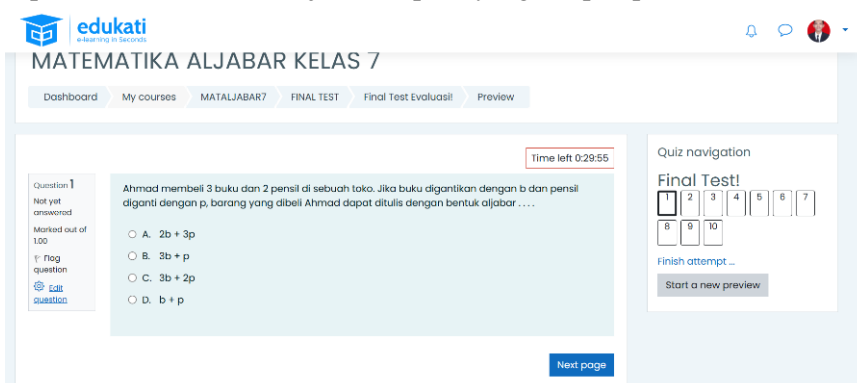 edukati
e-learning in Seconds
MATEMATIKA ALJABAR KELAS 7
Dashboard My courses MATALJABAR7 FINAL TEST Final Test Evaluasi! Preview
Time left 0:29:55
Question 1
Not yet
answered
Marked out of
1.00
Flag
question
Edit
question
Ahmad membeli 3 buku dan 2 pensil di sebuah toko. Jika buku digantikan dengan b dan pensil
diganti dengan p, barang yang dibeli Ahmad dapat ditulis dengan bentuk aljabar . . . .
A. 2b + 3p
B. 3b + p
C. 3b + 2p
D. b + p
Next page
Quiz navigation
Final Test!
1 2 3 4 5 6 7
8 9 10
Finish attempt ...
Start a new preview